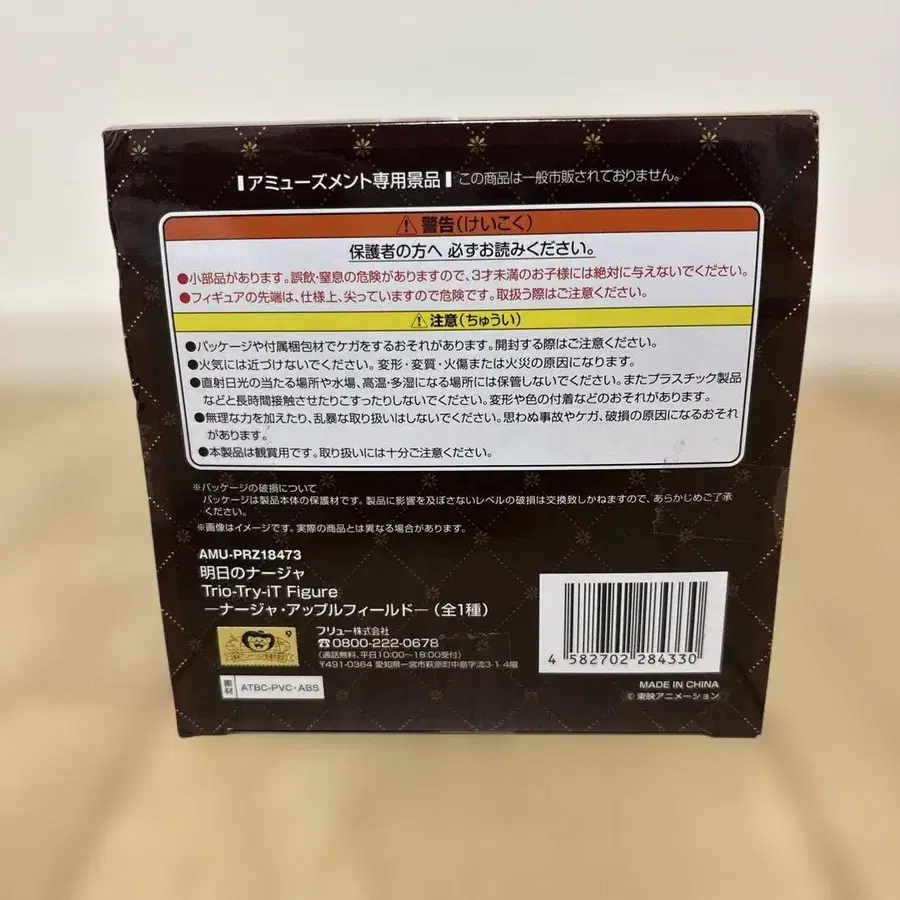 アミューズメント専用景品 この商品は一般市販されておりません。
警告(けいこく)
保護者の方へ 必ずお読みください。
●小部品があります。誤飲・窒息の危険がありますので、3才未満のお子様には絶対に与えないでください。
●フィギュアの先端は、仕様上、尖っていますので危険です。取扱う際はご注意ください。
注意(ちゅうい)
●パッケージや付属梱包材でケガをするおそれがあります。開封する際はご注意ください。
●火気には近づけないでください。変形・変質・火傷または火災の原因になります。
●直射日光の当たる場所や水場、高温・多湿になる場所には保管しないでください。またプラスチック製品
などと長時間接触させたりこすったりしないでください。変形や色の付着などのおそれがあります。
●無理な力を加えたり、乱暴な取り扱いはしないでください。思わぬ事故やケガ、破損の原因になるおそれ
があります。
●本製品は観賞用です。取り扱いには十分ご注意ください。
※パッケージの破損について
パッケージは製品本体の保護材です。製品に影響を及ぼさないレベルの破損は交換致しかねますので、あらかじめご了承
ください。
※画像はイメージです。実際の商品とは異なる場合があります。
AMU-PRZ18473
明日のナージャ
Trio-Try-iT Figure
―ナージャ・アップルフィールド―(全1種)
フリュー株式会社
☎0800-222-0678
(通話無料、平日10:00~18:00受付)
〒491-0364 愛知県一宮市萩原町中島字流3-1 4階
素材 ATBC-PVC・ABS
4 582702 284330
MADE IN CHINA
© 東映アニメーション